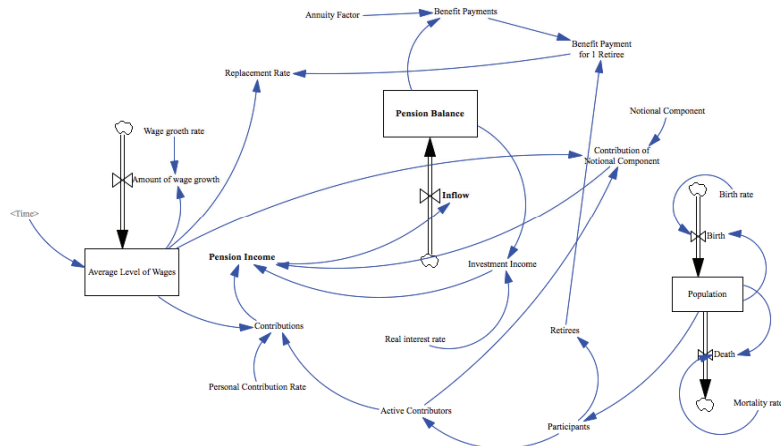 Annuity Factor
Benefit Payments
Benefit Payment
for 1 Retiree
Replacement Rate
Pension Balance
Notional Component
Wage groeth rate
Contribution of
Notional Component
Amount of wage growth
Inflow
Birth rate
<Time>
Birth
Pension Income
Average Level of Wages
Investment Income
Population
Contributions
Real interest rate
Retirees
Death
Personal Contribution Rate
Active Contributors
Mortality rate
Participants